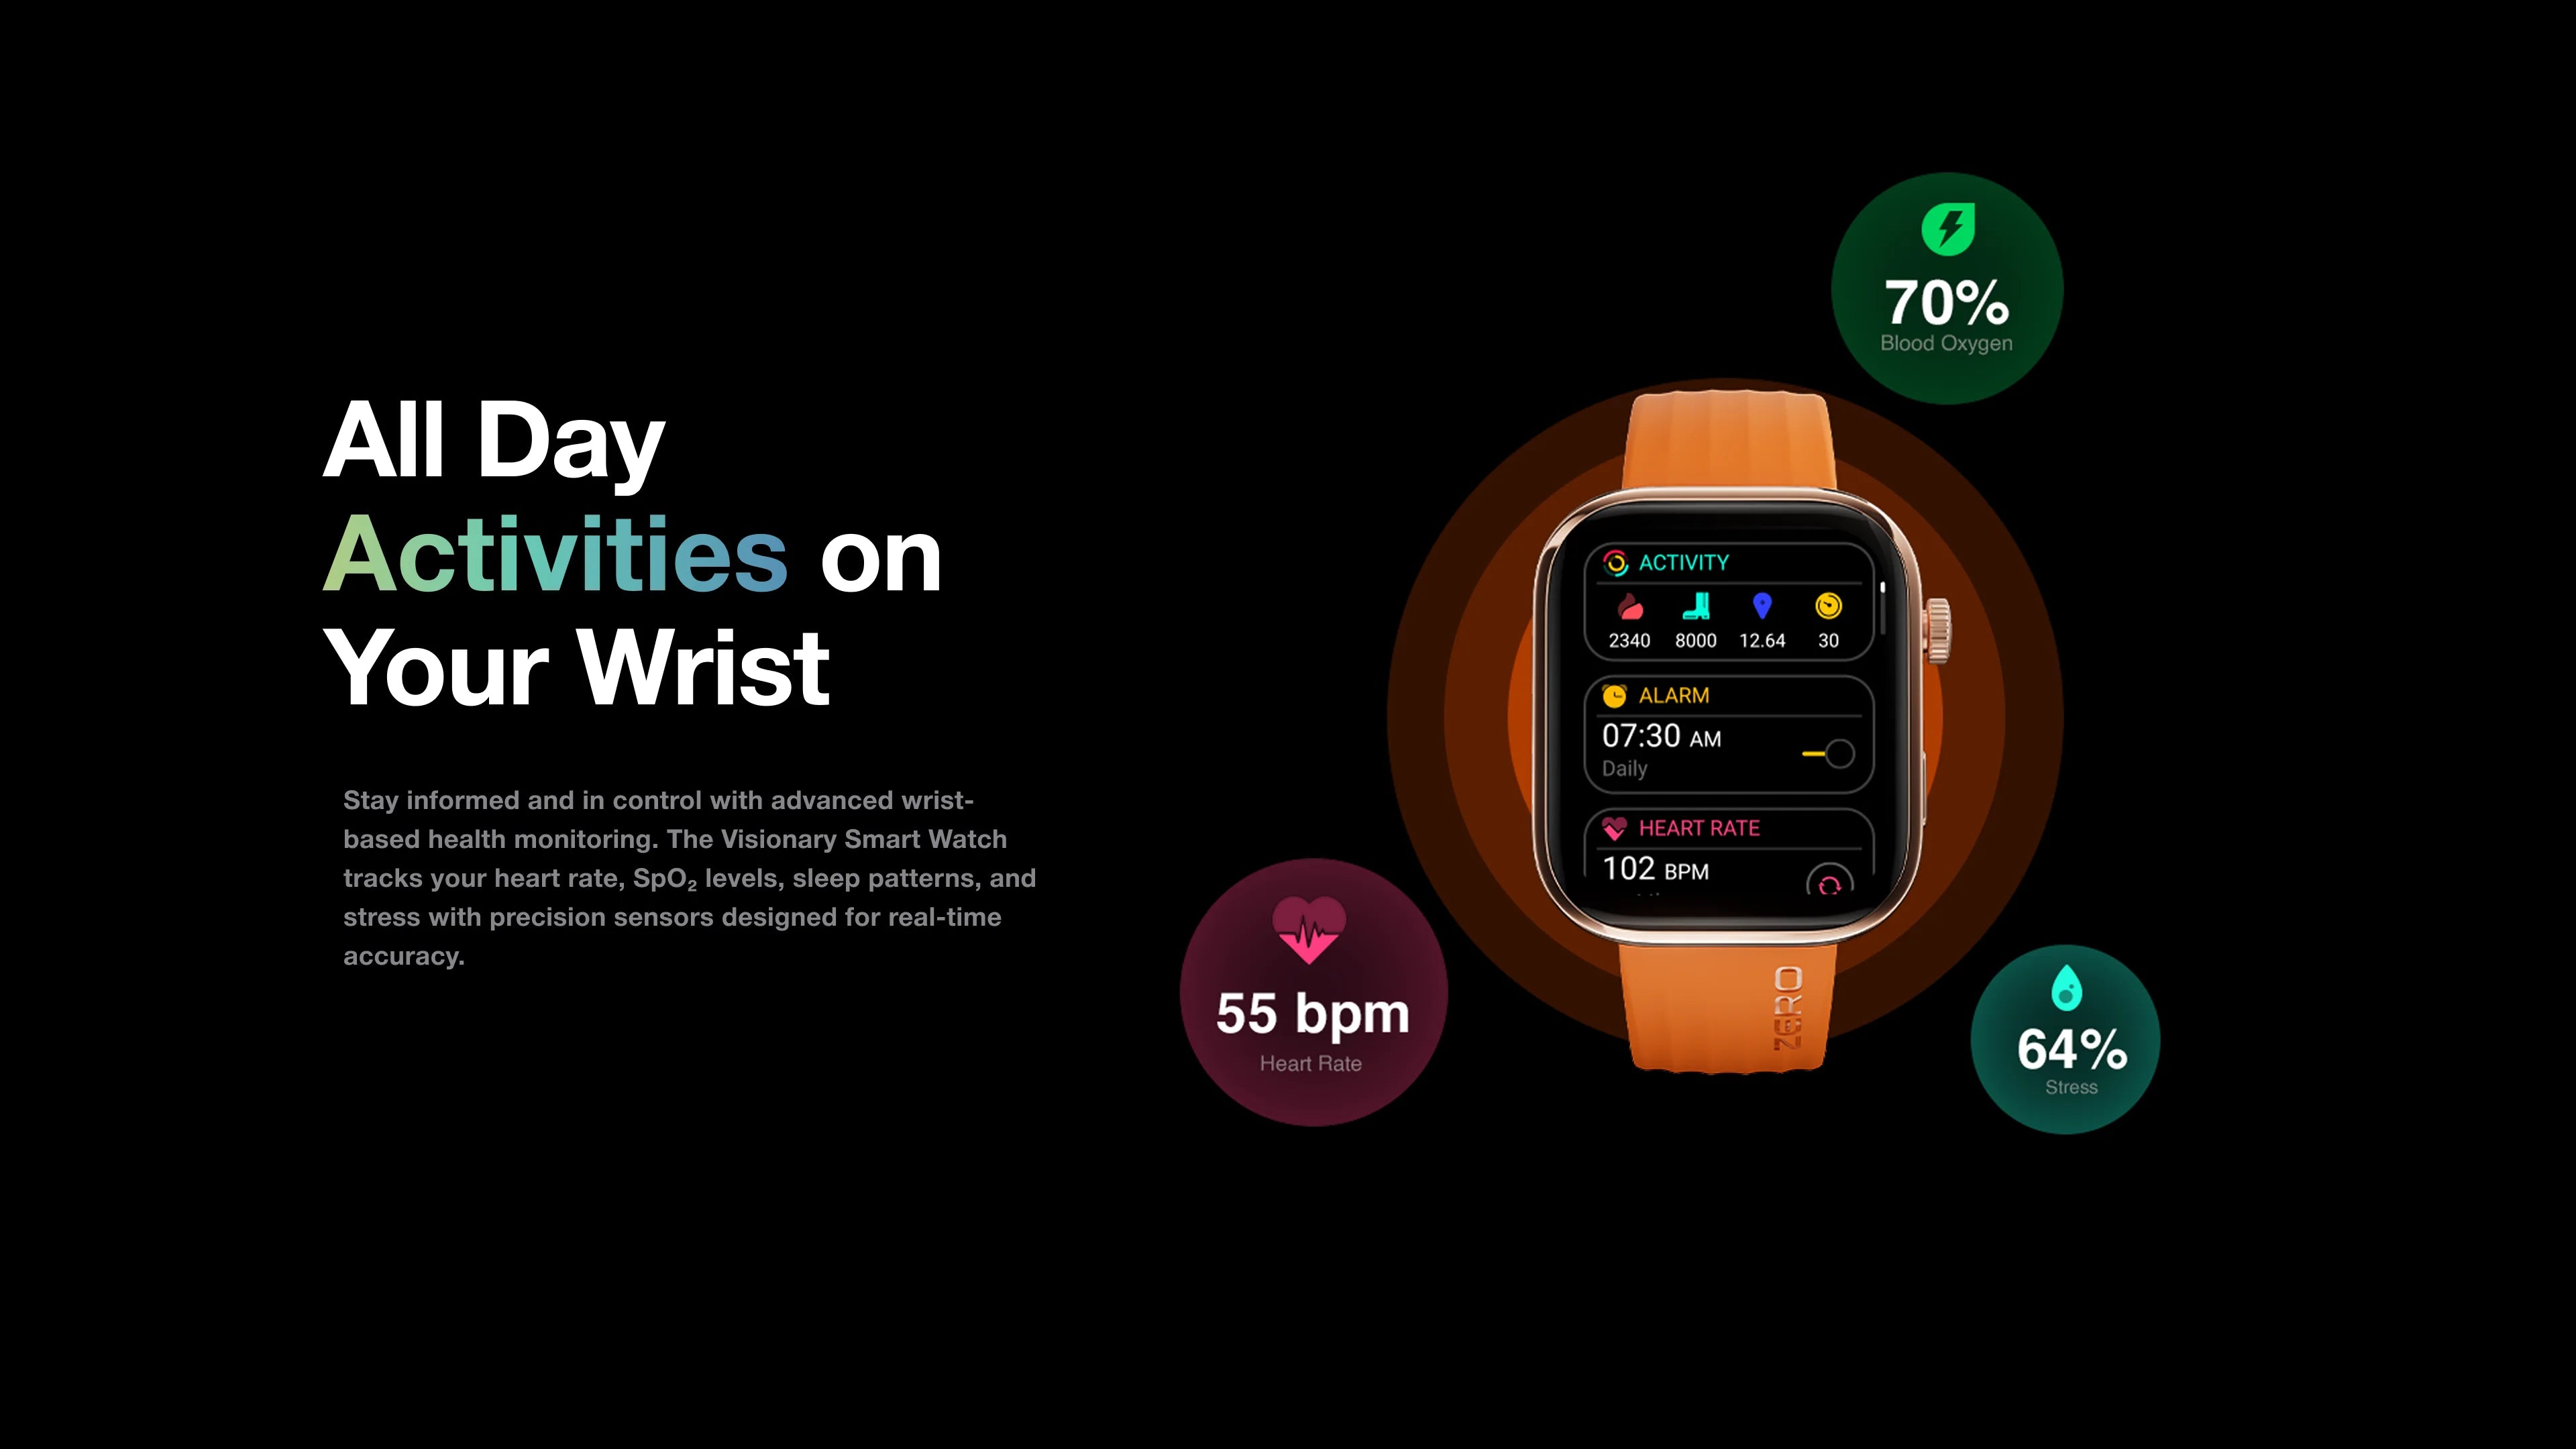 All Day
Activities on
Your Wrist
Stay informed and in control with advanced wrist-
based health monitoring. The Visionary Smart Watch
tracks your heart rate, SpO₂ levels, sleep patterns, and
stress with precision sensors designed for real-time
accuracy.
70%
Blood Oxygen
ACTIVITY
2340 8000 12.64 30
ALARM
07:30 AM
Daily
HEART RATE
102 BPM
ZERO
55 bpm
Heart Rate
64%
Stress